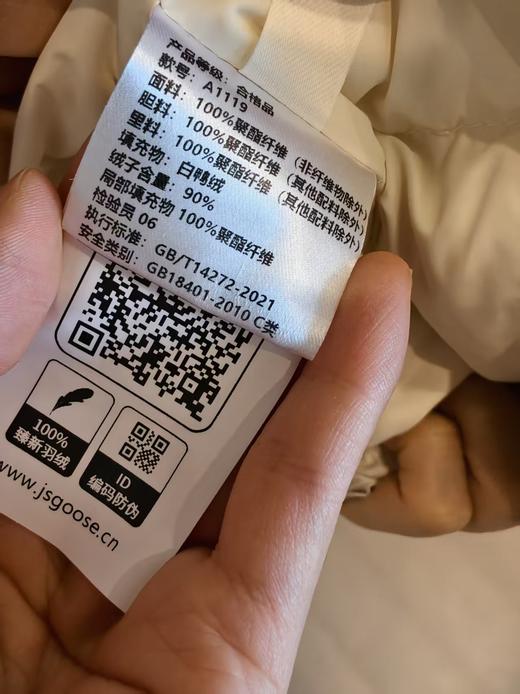 产品等级：合格品
款号：A1119
面料：100%聚酯纤维（非纤维物除外）
胆料：100%聚酯纤维（其他配料除外）
里料：100%聚酯纤维（其他配料除外）
填充物：白鸭绒
绒子含量：90%
局部填充物 100%聚酯纤维
检验员 06
执行标准：GB/T14272-2021
安全类别：GB18401-2010 C类
100%
臻新羽绒
ID
编码防伪
www.jsgoose.cn